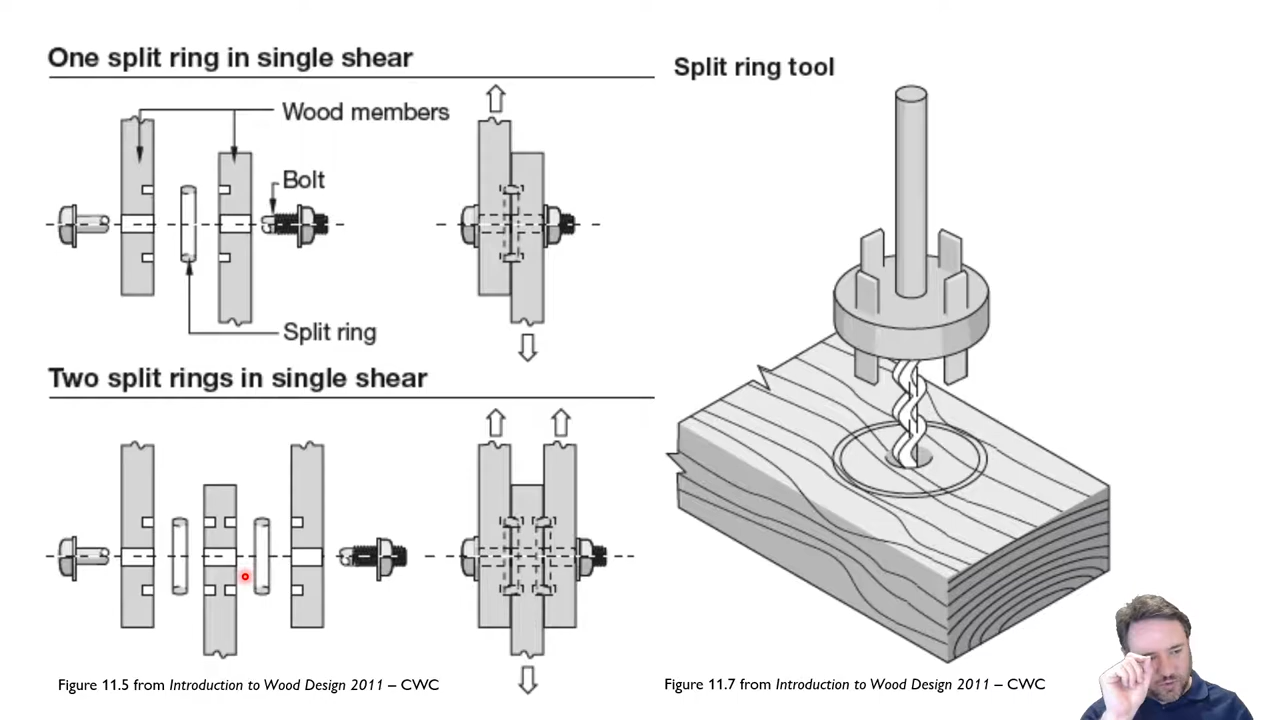 One split ring in single shear
Wood members
Bolt
Split ring
Two split rings in single shear
Figure 11.5 from Introduction to Wood Design 2011 – CWC
Split ring tool
Figure 11.7 from Introduction to Wood Design 2011 – CWC